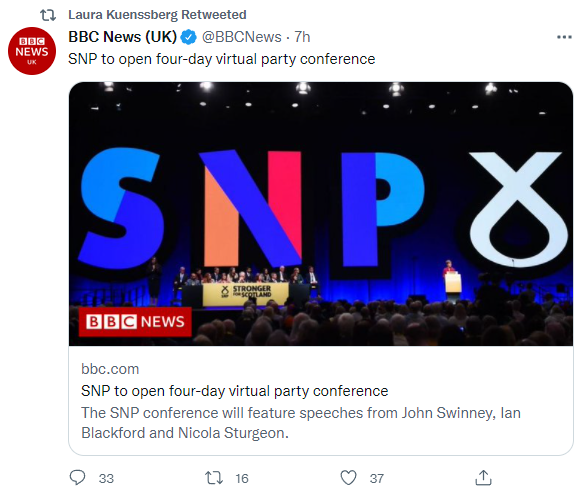 Laura Kuenssberg Retweeted
BBC NEWS UK
BBC News (UK) @BBCNews · 7h
SNP to open four-day virtual party conference
SNP
SNP STRONGER
FOR SCOTLAND
BBC NEWS
bbc.com
SNP to open four-day virtual party conference
The SNP conference will feature speeches from John Swinney, Ian
Blackford and Nicola Sturgeon.
33 16 37